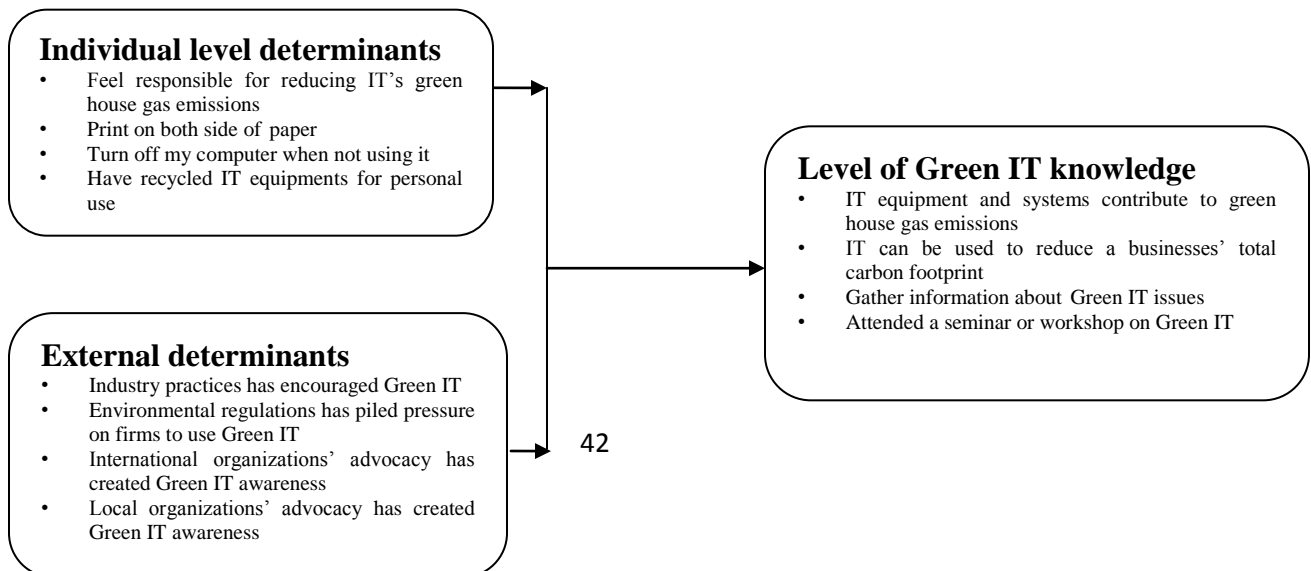 Individual level determinants
• Feel responsible for reducing IT’s green
house gas emissions
• Print on both side of paper
• Turn off my computer when not using it
• Have recycled IT equipments for personal
use
Level of Green IT knowledge
• IT equipment and systems contribute to green
house gas emissions
• IT can be used to reduce a businesses’ total
carbon footprint
• Gather information about Green IT issues
• Attended a seminar or workshop on Green IT
External determinants
• Industry practices has encouraged Green IT
• Environmental regulations has piled pressure
on firms to use Green IT
• International organizations’ advocacy has
created Green IT awareness
• Local organizations’ advocacy has created
Green IT awareness
42